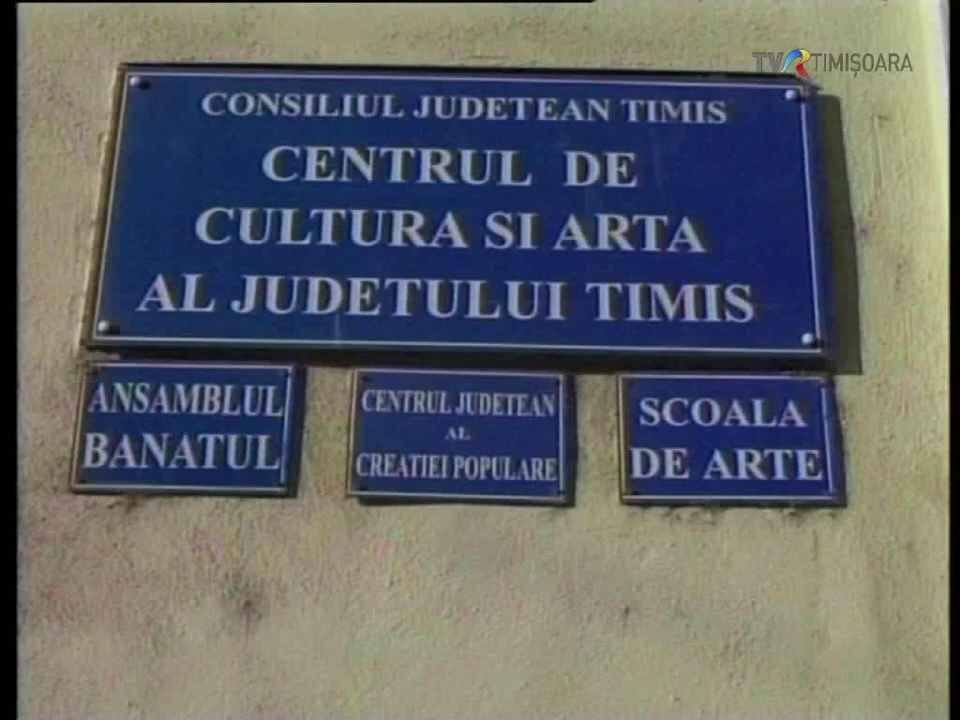 TVR TIMIȘOARA
CONSILIUL JUDETEAN TIMIS
CENTRUL DE
CULTURA SI ARTA
AL JUDETULUI TIMIS
ANSAMBLUL
BANATUL
CENTRUL JUDETEAN
AL
CREATIEI POPULARE
SCOALA
DE ARTE